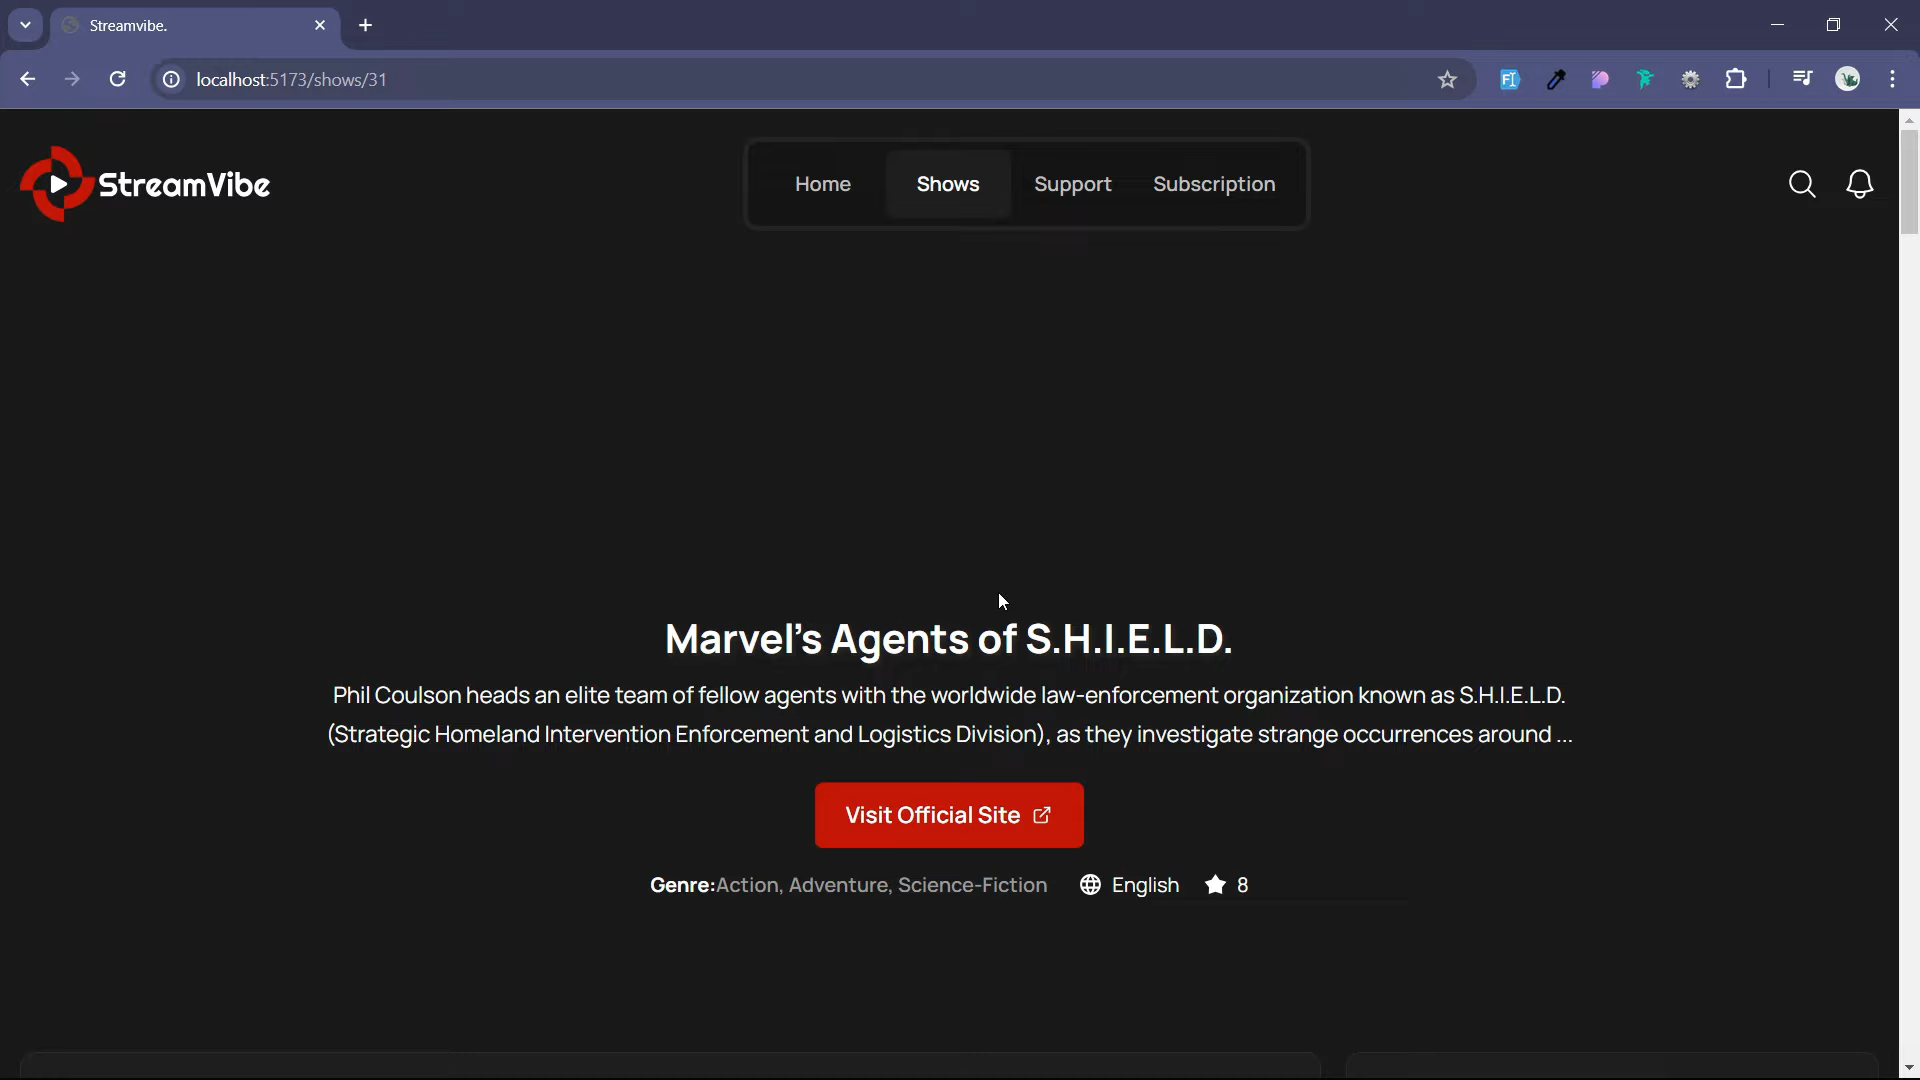 Streamvibe.
localhost:5173/shows/31
StreamVibe
Home
Shows
Support
Subscription
Marvel's Agents of S.H.I.E.L.D.
Phil Coulson heads an elite team of fellow agents with the worldwide law-enforcement organization known as S.H.I.E.L.D.
(Strategic Homeland Intervention Enforcement and Logistics Division), as they investigate strange occurrences around ...
Visit Official Site
Genre:Action, Adventure, Science-Fiction English 8